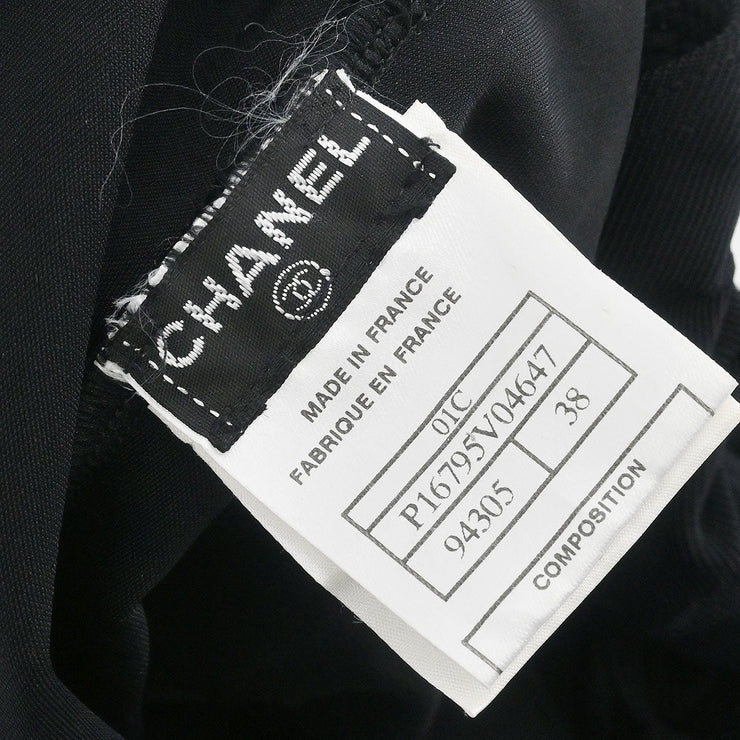 CHANEL
MADE IN FRANCE
FABRIQUE EN FRANCE
01C
P16795V04647
94305 38
COMPOSITION